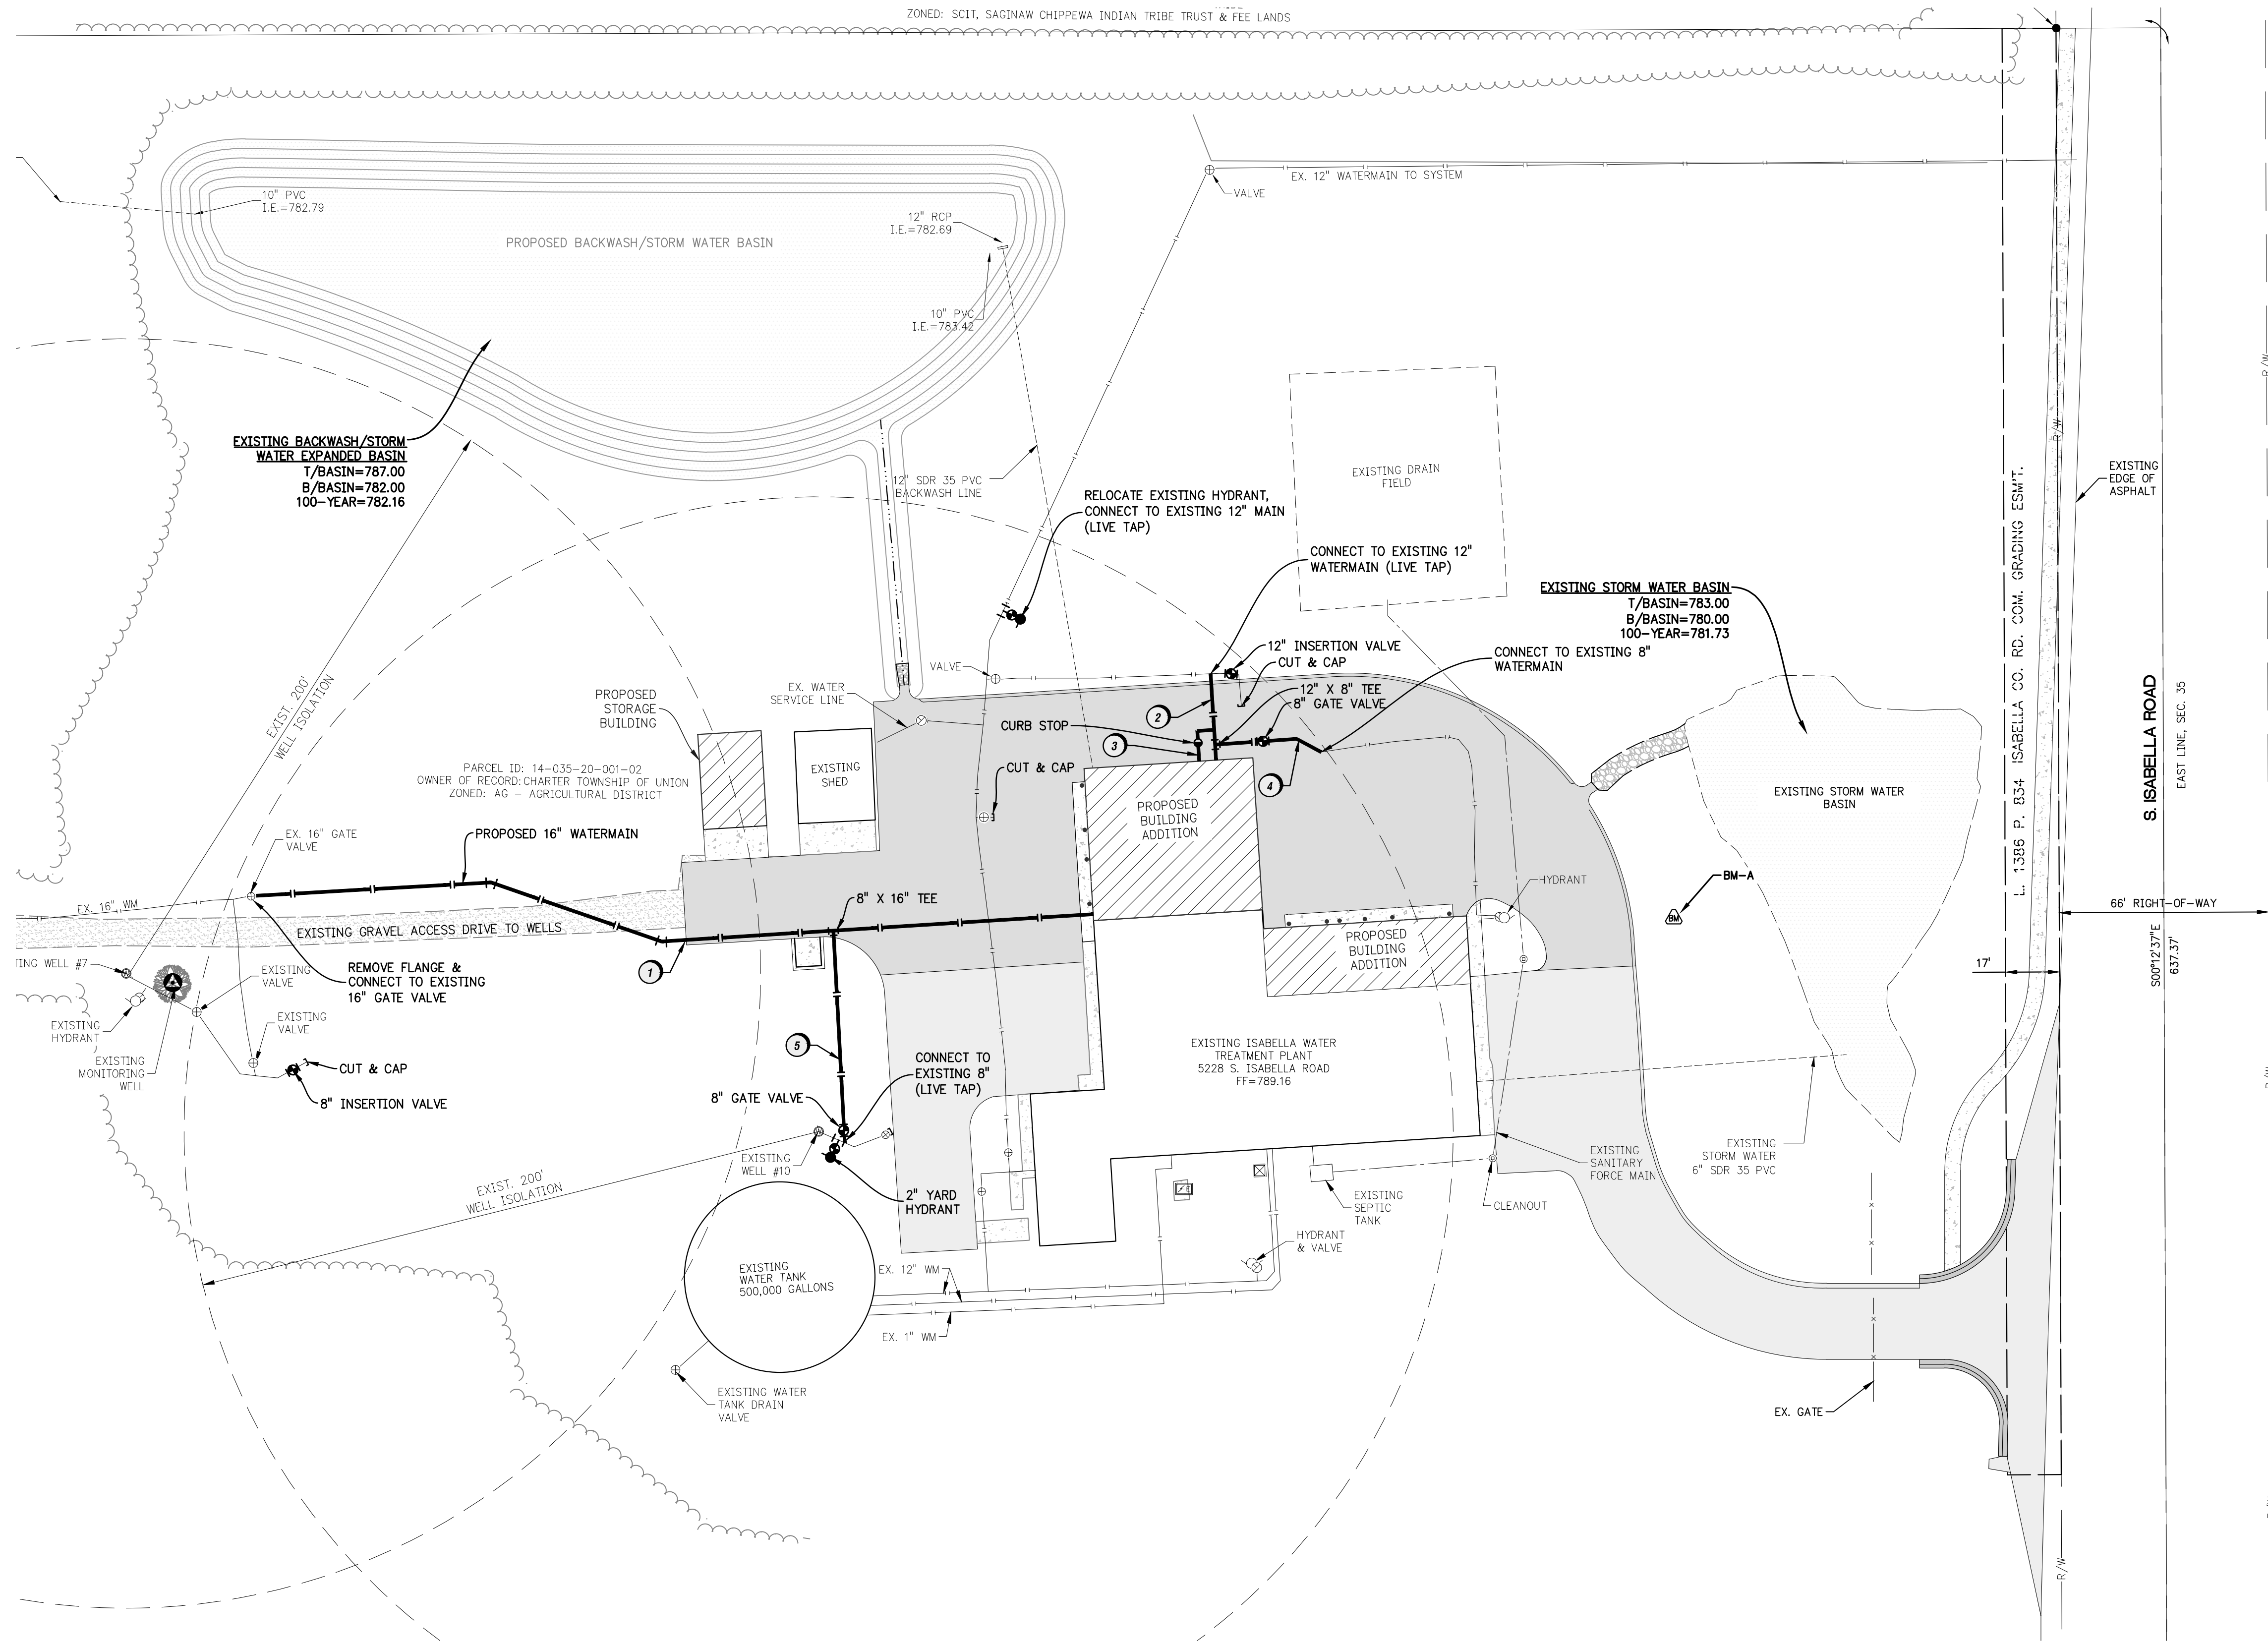 ZONED: SCIT, SAGINAW CHIPPEWA INDIAN TRIBE TRUST & FEE LANDS
10" PVC
I.E.=782.79
PROPOSED BACKWASH/STORM WATER BASIN
12" RCP
I.E.=782.69
10" PVC
I.E.=783.42
VALVE
EX. 12" WATERMAIN TO SYSTEM
R/W
R/W
EXISTING BACKWASH/STORM
WATER EXPANDED BASIN
T/BASIN=787.00
B/BASIN=782.00
100-YEAR=782.16
12" SDR 35 PVC
BACKWASH LINE
RELOCATE EXISTING HYDRANT,
CONNECT TO EXISTING 12" MAIN
(LIVE TAP)
EXISTING DRAIN
FIELD
CONNECT TO EXISTING 12"
WATERMAIN (LIVE TAP)
EXISTING STORM WATER BASIN
T/BASIN=783.00
B/BASIN=780.00
100-YEAR=781.73
EXISTING
EDGE OF
ASPHALT
L. 1386 P. 834 ISABELLA CO. RD. COM. GRADING ESM'T.
S. ISABELLA ROAD
EAST LINE, SEC. 35
EXIST. 200'
WELL ISOLATION
PROPOSED
STORAGE
BUILDING
EX. WATER
SERVICE LINE
VALVE
12" INSERTION VALVE
CUT & CAP
12" X 8" TEE
8" GATE VALVE
CONNECT TO EXISTING 8"
WATERMAIN
CURB STOP
2
3
4
CUT & CAP
PARCEL ID: 14-035-20-001-02
OWNER OF RECORD: CHARTER TOWNSHIP OF UNION
ZONED: AG - AGRICULTURAL DISTRICT
EXISTING
SHED
PROPOSED
BUILDING
ADDITION
EXISTING STORM WATER
BASIN
EX. 16" GATE
VALVE
PROPOSED 16" WATERMAIN
8" X 16" TEE
HYDRANT
BM-A
BM
66' RIGHT-OF-WAY
S00°12'37"E
637.37'
17'
EX. 16" WM
EXISTING GRAVEL ACCESS DRIVE TO WELLS
1
PROPOSED
BUILDING
ADDITION
TING WELL #7
EXISTING
VALVE
REMOVE FLANGE &
CONNECT TO EXISTING
16" GATE VALVE
EXISTING
HYDRANT
EXISTING
VALVE
EXISTING
MONITORING
WELL
CUT & CAP
8" INSERTION VALVE
5
CONNECT TO
EXISTING 8"
(LIVE TAP)
8" GATE VALVE
EXISTING ISABELLA WATER
TREATMENT PLANT
5228 S. ISABELLA ROAD
FF=789.16
EXISTING
WELL #10
EXIST. 200'
WELL ISOLATION
2" YARD
HYDRANT
EXISTING
SEPTIC
TANK
EXISTING
SANITARY
FORCE MAIN
EXISTING
STORM WATER
6" SDR 35 PVC
CLEANOUT
HYDRANT
& VALVE
EXISTING
WATER TANK
500,000 GALLONS
EX. 12" WM
EX. 1" WM
EXISTING WATER
TANK DRAIN
VALVE
EX. GATE
R/W